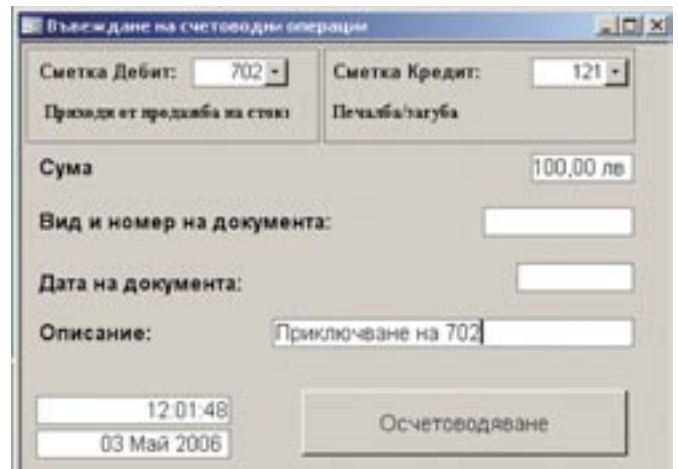 Въвеждане на счетоводни операции
Сметка Дебит: 702
Приходи от продажба на стокı
Сметка Кредит: 121
Печалба/загуба
Сума 100,00 лв
Вид и номер на документа:
Дата на документа:
Описание: Приключване на 702
12:01:48
03 Май 2006
Осчетоводяване